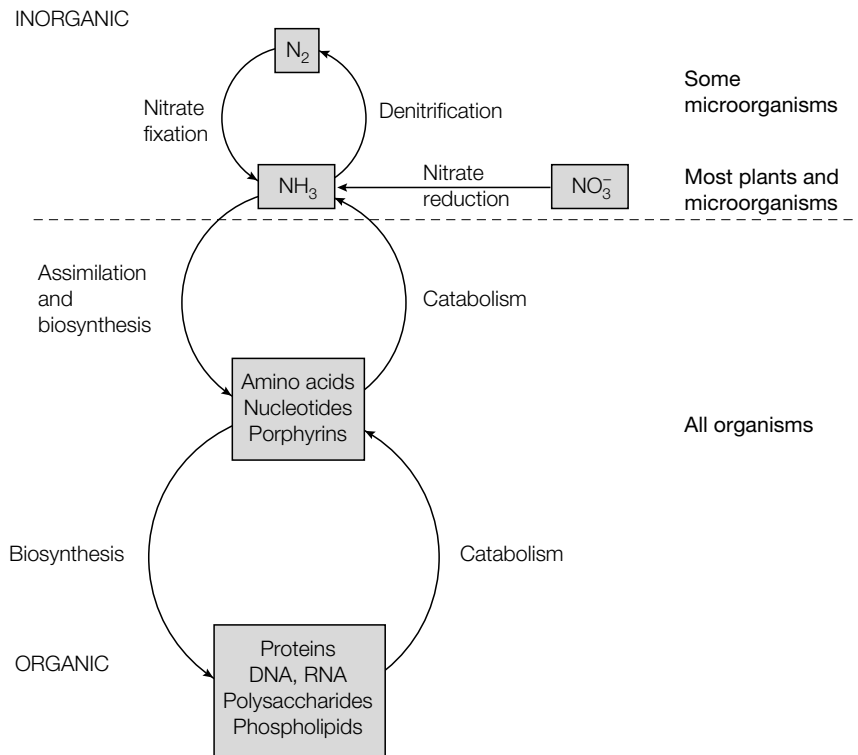 INORGANIC
N₂
Nitrate
fixation
Denitrification
Some
microorganisms
NH₃
Nitrate
reduction
NO₃⁻
Most plants and
microorganisms
Assimilation
and
biosynthesis
Catabolism
Amino acids
Nucleotides
Porphyrins
All organisms
Biosynthesis
Catabolism
ORGANIC
Proteins
DNA, RNA
Polysaccharides
Phospholipids